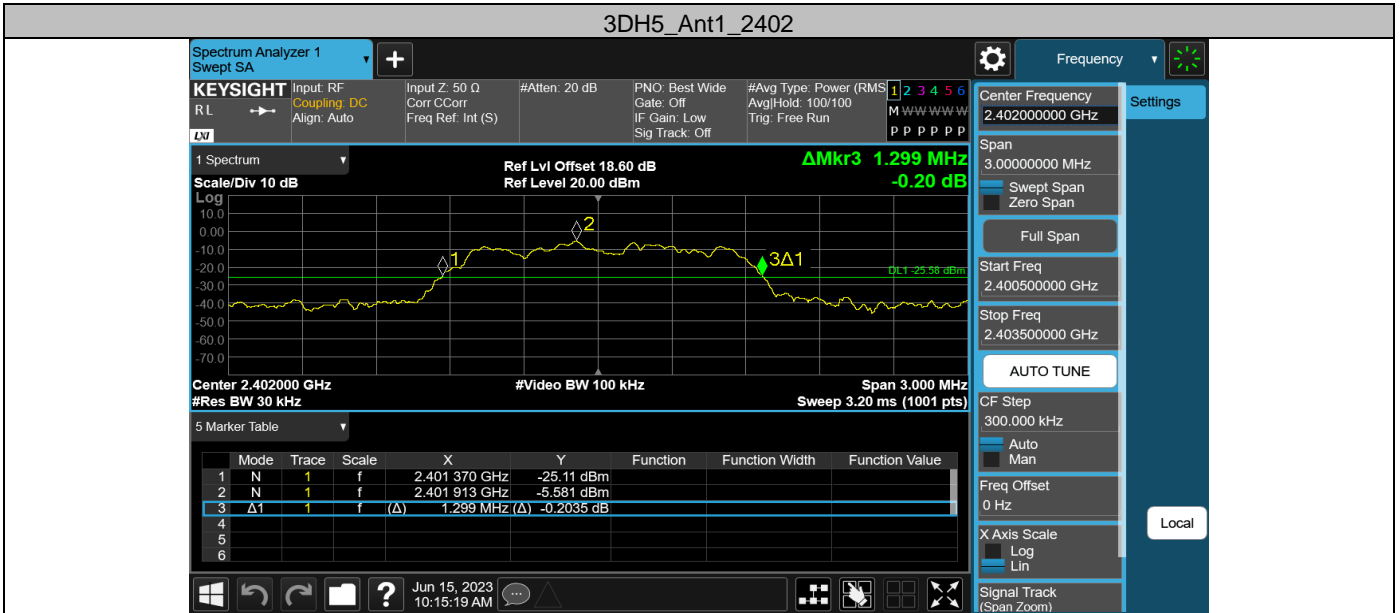 3DH5_Ant1_2402
Spectrum Analyzer 1
Swept SA
+
Frequency
KEYSIGHT
RL
LXI
Input: RF
Coupling: DC
Align: Auto
Input Z: 50 Ω
Corr CCorr
Freq Ref: Int (S)
#Atten: 20 dB
PNO: Best Wide
Gate: Off
IF Gain: Low
Sig Track: Off
#Avg Type: Power (RMS
Avg|Hold: 100/100
Trig: Free Run
1 2 3 4 5 6
M W W W W W
P P P P P P
1 Spectrum
Scale/Div 10 dB
Ref Lvl Offset 18.60 dB
Ref Level 20.00 dBm
ΔMkr3 1.299 MHz
-0.20 dB
Log
10.0
0.00
-10.0
-20.0
-30.0
-40.0
-50.0
-60.0
-70.0
1
2
3Δ1
DL1 -25.58 dBm
Center 2.402000 GHz
#Video BW 100 kHz
Span 3.000 MHz
#Res BW 30 kHz
Sweep 3.20 ms (1001 pts)
5 Marker Table
Mode Trace Scale X Y Function Function Width Function Value
1 N 1 f 2.401 370 GHz -25.11 dBm
2 N 1 f 2.401 913 GHz -5.581 dBm
3 Δ1 1 f (Δ) 1.299 MHz (Δ) -0.2035 dB
4
5
6
?
Jun 15, 2023
10:15:19 AM
Center Frequency
2.402000000 GHz
Span
3.00000000 MHz
Swept Span
Zero Span
Full Span
Start Freq
2.400500000 GHz
Stop Freq
2.403500000 GHz
AUTO TUNE
CF Step
300.000 kHz
Auto
Man
Freq Offset
0 Hz
X Axis Scale
Log
Lin
Signal Track
(Span Zoom)
Settings
Local